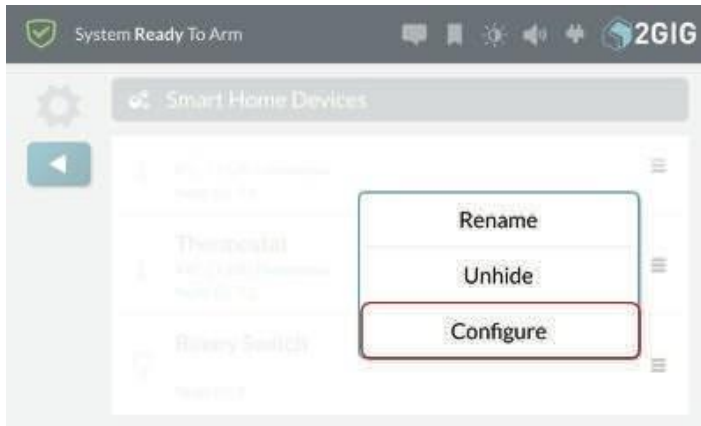 System Ready To Arm
2GIG
Smart Home Devices
Rename
Thermostat
Unhide
Configure
Binary Switch